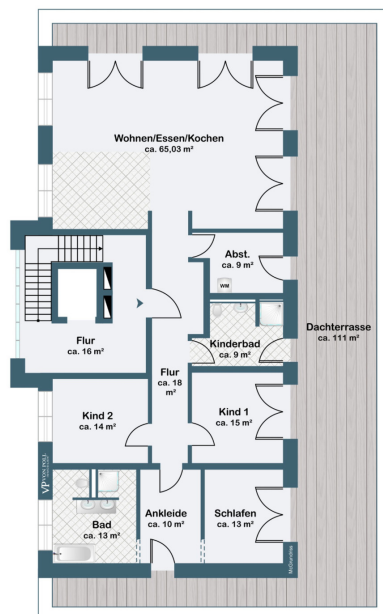 Wohnen/Essen/Kochen
ca. 65,03 m²
Abst.
ca. 9 m²
WM
Flur
ca. 16 m²
Kinderbad
ca. 9 m²
Dachterrasse
ca. 111 m²
Flur
ca. 18
m²
Kind 2
ca. 14 m²
Kind 1
ca. 15 m²
VP VON POLL
Bad
ca. 13 m²
Ankleide
ca. 10 m²
Schlafen
ca. 13 m²